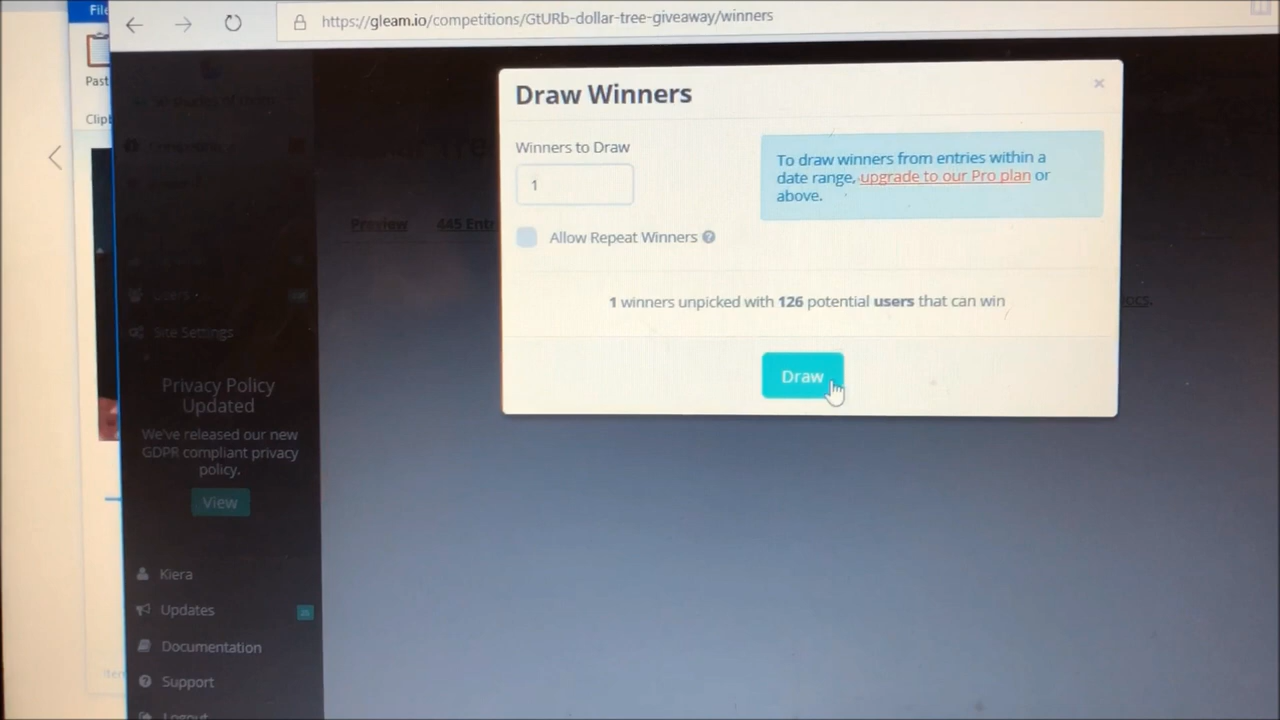 File
https://gleam.io/competitions/GtURb-dollar-tree-giveaway/winners
Draw Winners
×
Winners to Draw
1
To draw winners from entries within a
date range, upgrade to our Pro plan or
above.
Allow Repeat Winners
1 winners unpicked with 126 potential users that can win
Draw
Preview
445 Entr
Users
Site Settings
Privacy Policy
Updated
We've released our new
GDPR compliant privacy
policy.
View
Kiera
Updates
Documentation
Support
Logout
Past
Clipb